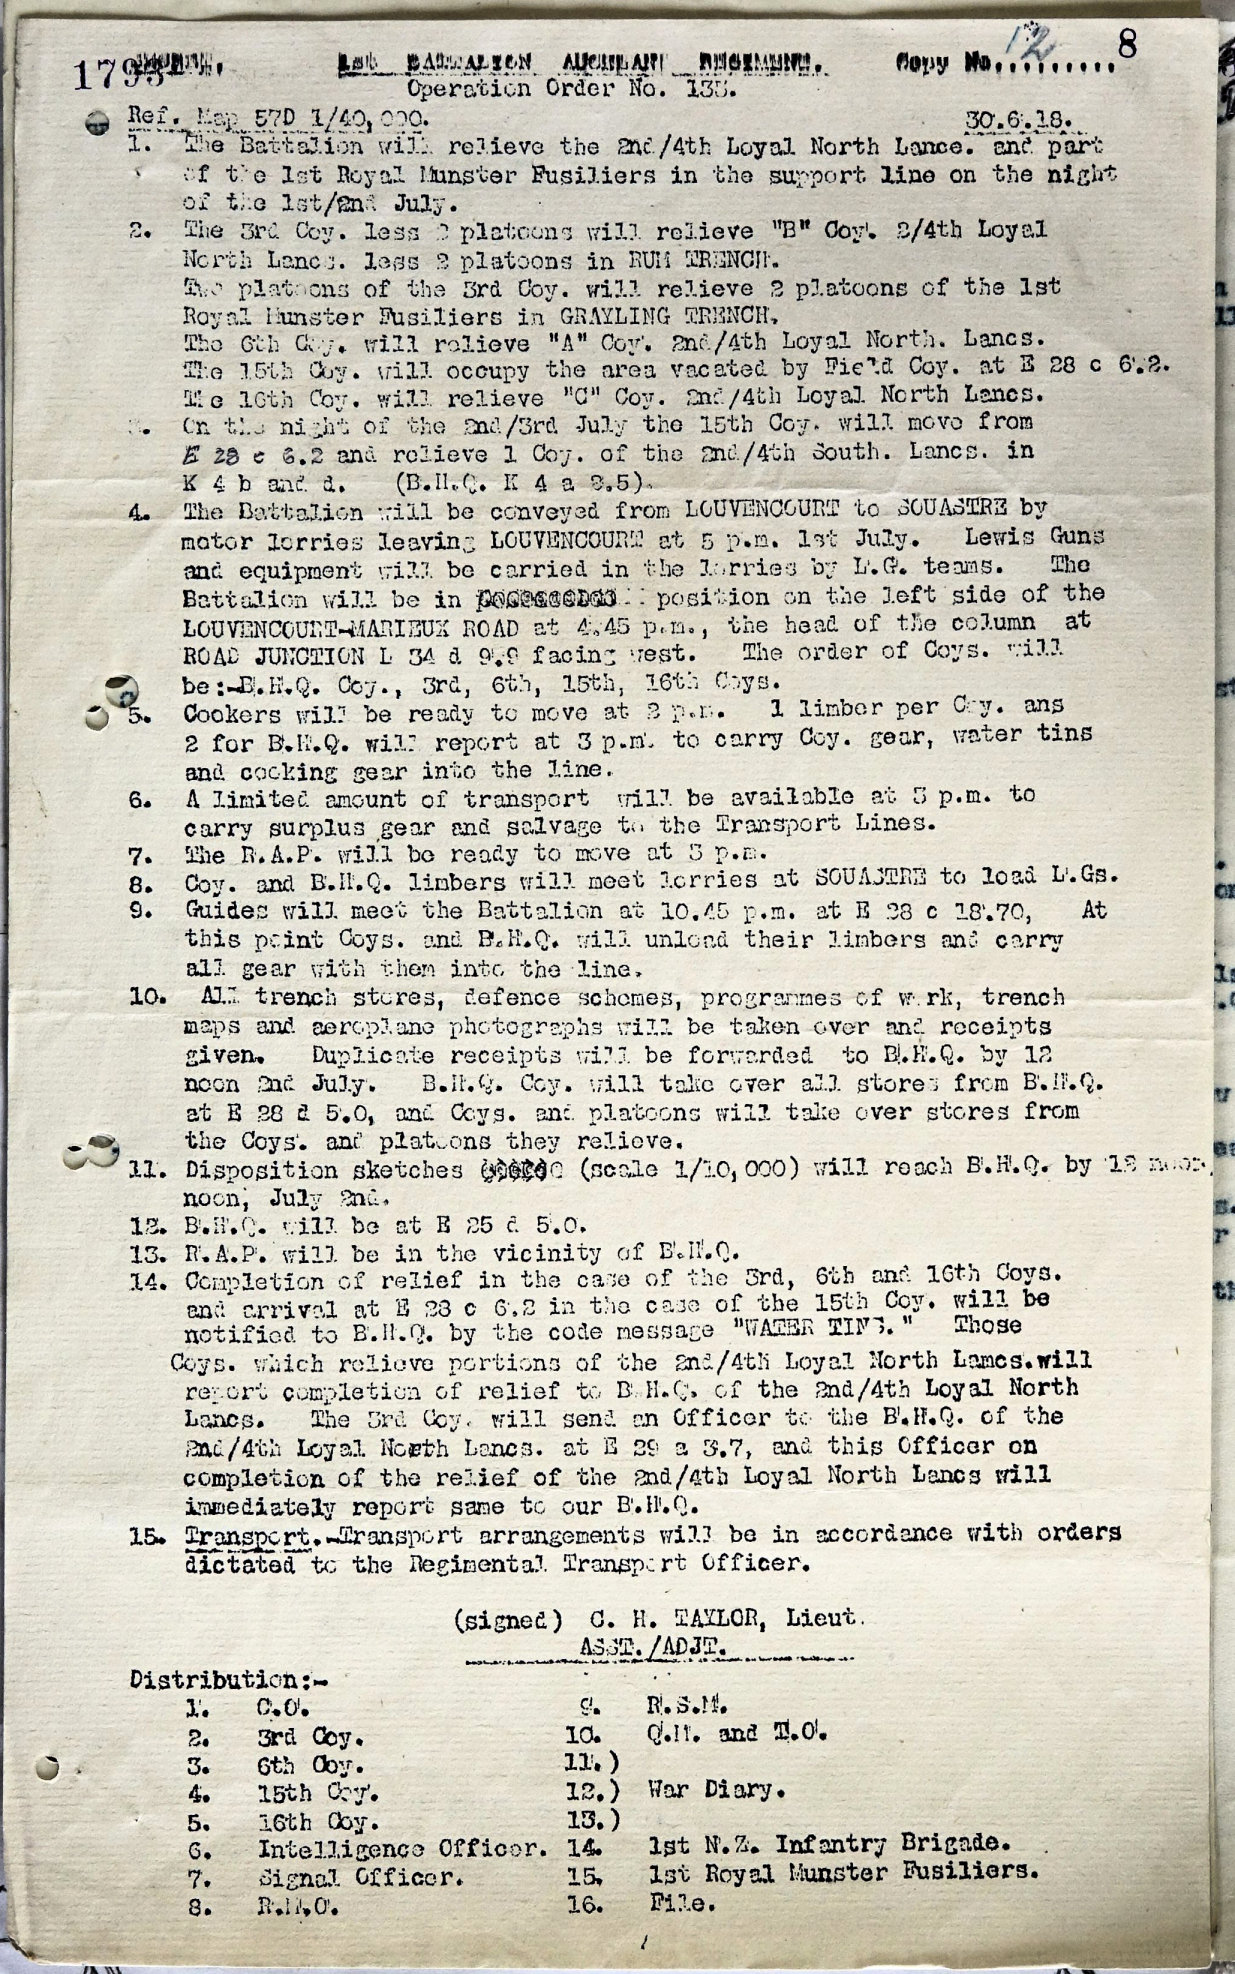 1793 SECRET. 1st BATTALION AUCKLAND REGIMENT. Copy No. 12 8
Operation Order No. 135.
Ref. Map 57D 1/40,000. 30.6.18.
1. The Battalion will relieve the 2nd/4th Loyal North Lance. and part
of the 1st Royal Munster Fusiliers in the support line on the night
of the 1st/2nd July.
2. The 3rd Coy. less 2 platoons will relieve "B" Coy. 2/4th Loyal
North Lancs. less 2 platoons in RUM TRENCH.
Two platoons of the 3rd Coy. will relieve 2 platoons of the 1st
Royal Munster Fusiliers in GRAYLING TRENCH.
The 6th Coy. will relieve "A" Coy. 2nd/4th Loyal North. Lancs.
The 15th Coy. will occupy the area vacated by Field Coy. at E 28 c 6.2.
The 16th Coy. will relieve "C" Coy. 2nd/4th Loyal North Lancs.
3. On the night of the 2nd/3rd July the 15th Coy. will move from
E 28 c 6.2 and relieve 1 Coy. of the 2nd/4th South. Lancs. in
K 4 b and d. (B.H.Q. K 4 a 8.5).
4. The Battalion will be conveyed from LOUVENCOURT to SOUASTRE by
motor lorries leaving LOUVENCOURT at 5 p.m. 1st July. Lewis Guns
and equipment will be carried in the lorries by L.G. teams. The
Battalion will be in position on the left side of the
LOUVENCOURT-MARIEUX ROAD at 4.45 p.m., the head of the column at
ROAD JUNCTION L 34 d 9.9 facing west. The order of Coys. will
be:-B.H.Q. Coy., 3rd, 6th, 15th, 16th Coys.
5. Cookers will be ready to move at 2 p.m. 1 limber per Coy. ans
2 for B.H.Q. will report at 3 p.m. to carry Coy. gear, water tins
and cooking gear into the line.
6. A limited amount of transport will be available at 3 p.m. to
carry surplus gear and salvage to the Transport Lines.
7. The R.A.P. will be ready to move at 3 p.m.
8. Coy. and B.H.Q. limbers will meet lorries at SOUASTRE to load L.Gs.
9. Guides will meet the Battalion at 10.45 p.m. at E 28 c 18.70, At
this point Coys. and B.H.Q. will unload their limbers and carry
all gear with them into the line.
10. All trench stores, defence schemes, programmes of work, trench
maps and aeroplane photographs will be taken over and receipts
given. Duplicate receipts will be forwarded to B.H.Q. by 12
noon 2nd July. B.H.Q. Coy. will take over all stores from B.H.Q.
at E 28 d 5.0, and Coys. and platoons will take over stores from
the Coys. and platoons they relieve.
11. Disposition sketches (scale 1/10,000) will reach B.H.Q. by 12 noon,
noon, July 2nd.
12. B.H.Q. will be at E 25 d 5.0.
13. R.A.P. will be in the vicinity of B.H.Q.
14. Completion of relief in the case of the 3rd, 6th and 16th Coys.
and arrival at E 28 c 6.2 in the case of the 15th Coy. will be
notified to B.H.Q. by the code message "WATER TINS." Those
Coys. which relieve portions of the 2nd/4th Loyal North Lancs.will
report completion of relief to B.H.Q. of the 2nd/4th Loyal North
Lancs. The 3rd Coy. will send an Officer to the B.H.Q. of the
2nd/4th Loyal North Lancs. at E 29 a 3.7, and this Officer on
completion of the relief of the 2nd/4th Loyal North Lancs will
immediately report same to our B.H.Q.
15. Transport.-Transport arrangements will be in accordance with orders
dictated to the Regimental Transport Officer.
(signed) C. H. TAYLOR, Lieut.
ASST./ADJT.
Distribution:-
1. C.O. 9. R.S.M.
2. 3rd Coy. 10. Q.M. and T.O.
3. 6th Coy. 11.)
4. 15th Coy. 12.) War Diary.
5. 16th Coy. 13.)
6. Intelligence Officer. 14. 1st N.Z. Infantry Brigade.
7. Signal Officer. 15. 1st Royal Munster Fusiliers.
8. R.M.O. 16. File.